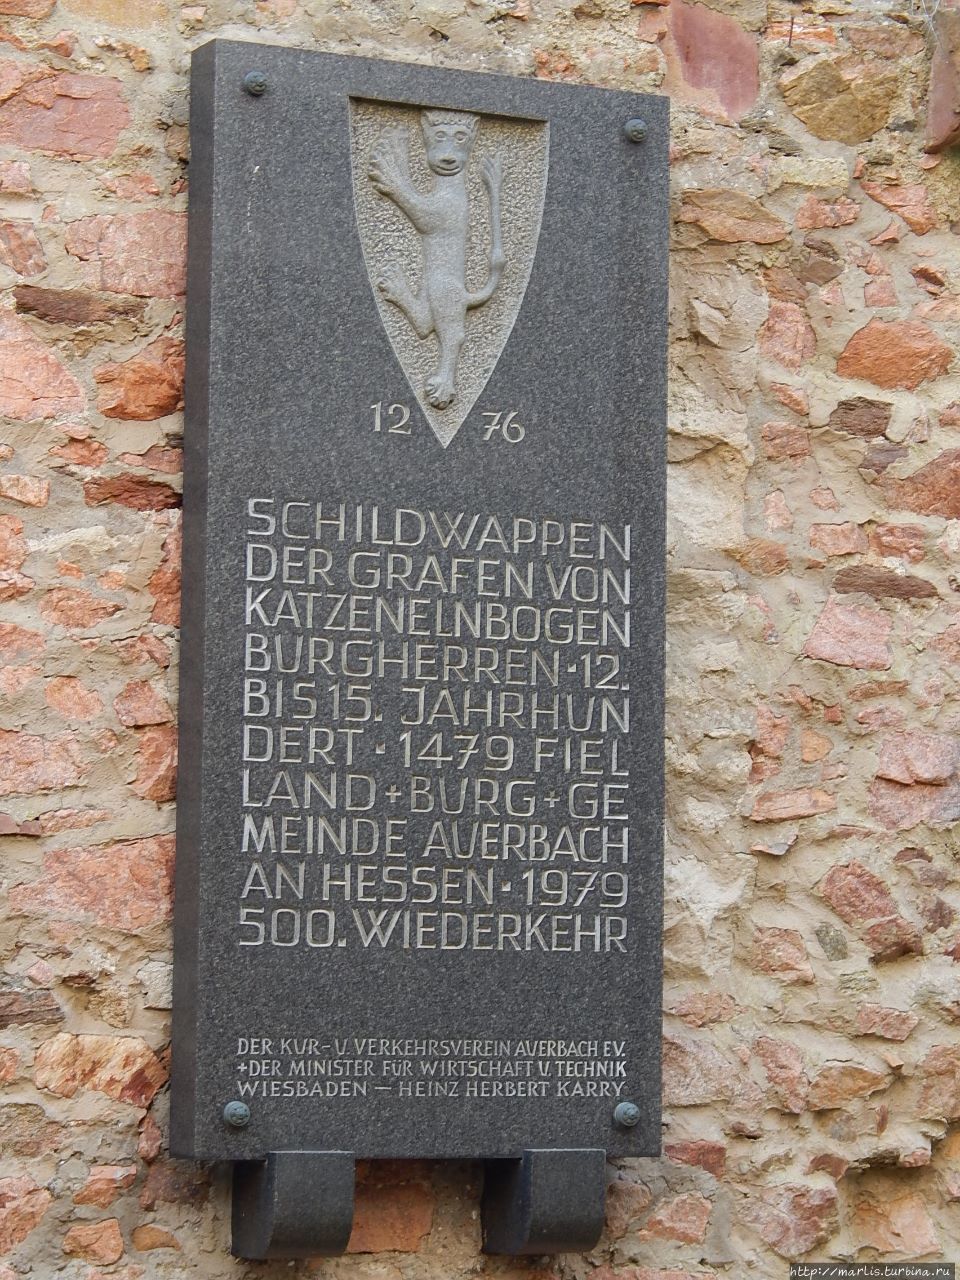 12 76
SCHILDWAPPEN
DER GRAFEN VON
KATZENELNBOGEN
BURGHERREN·12.
BIS 15. JAHRHUN
DERT·1479 FIEL
LAND+BURG+GE
MEINDE AUERBACH
AN HESSEN·1979
500. WIEDERKEHR
DER KUR-U.VERKEHRSVEREIN AUERBACH EV.
+DER MINISTER FÜR WIRTSCHAFT U. TECHNIK
WIESBADEN — HEINZ HERBERT KARRY
http://marlis.turbina.ru